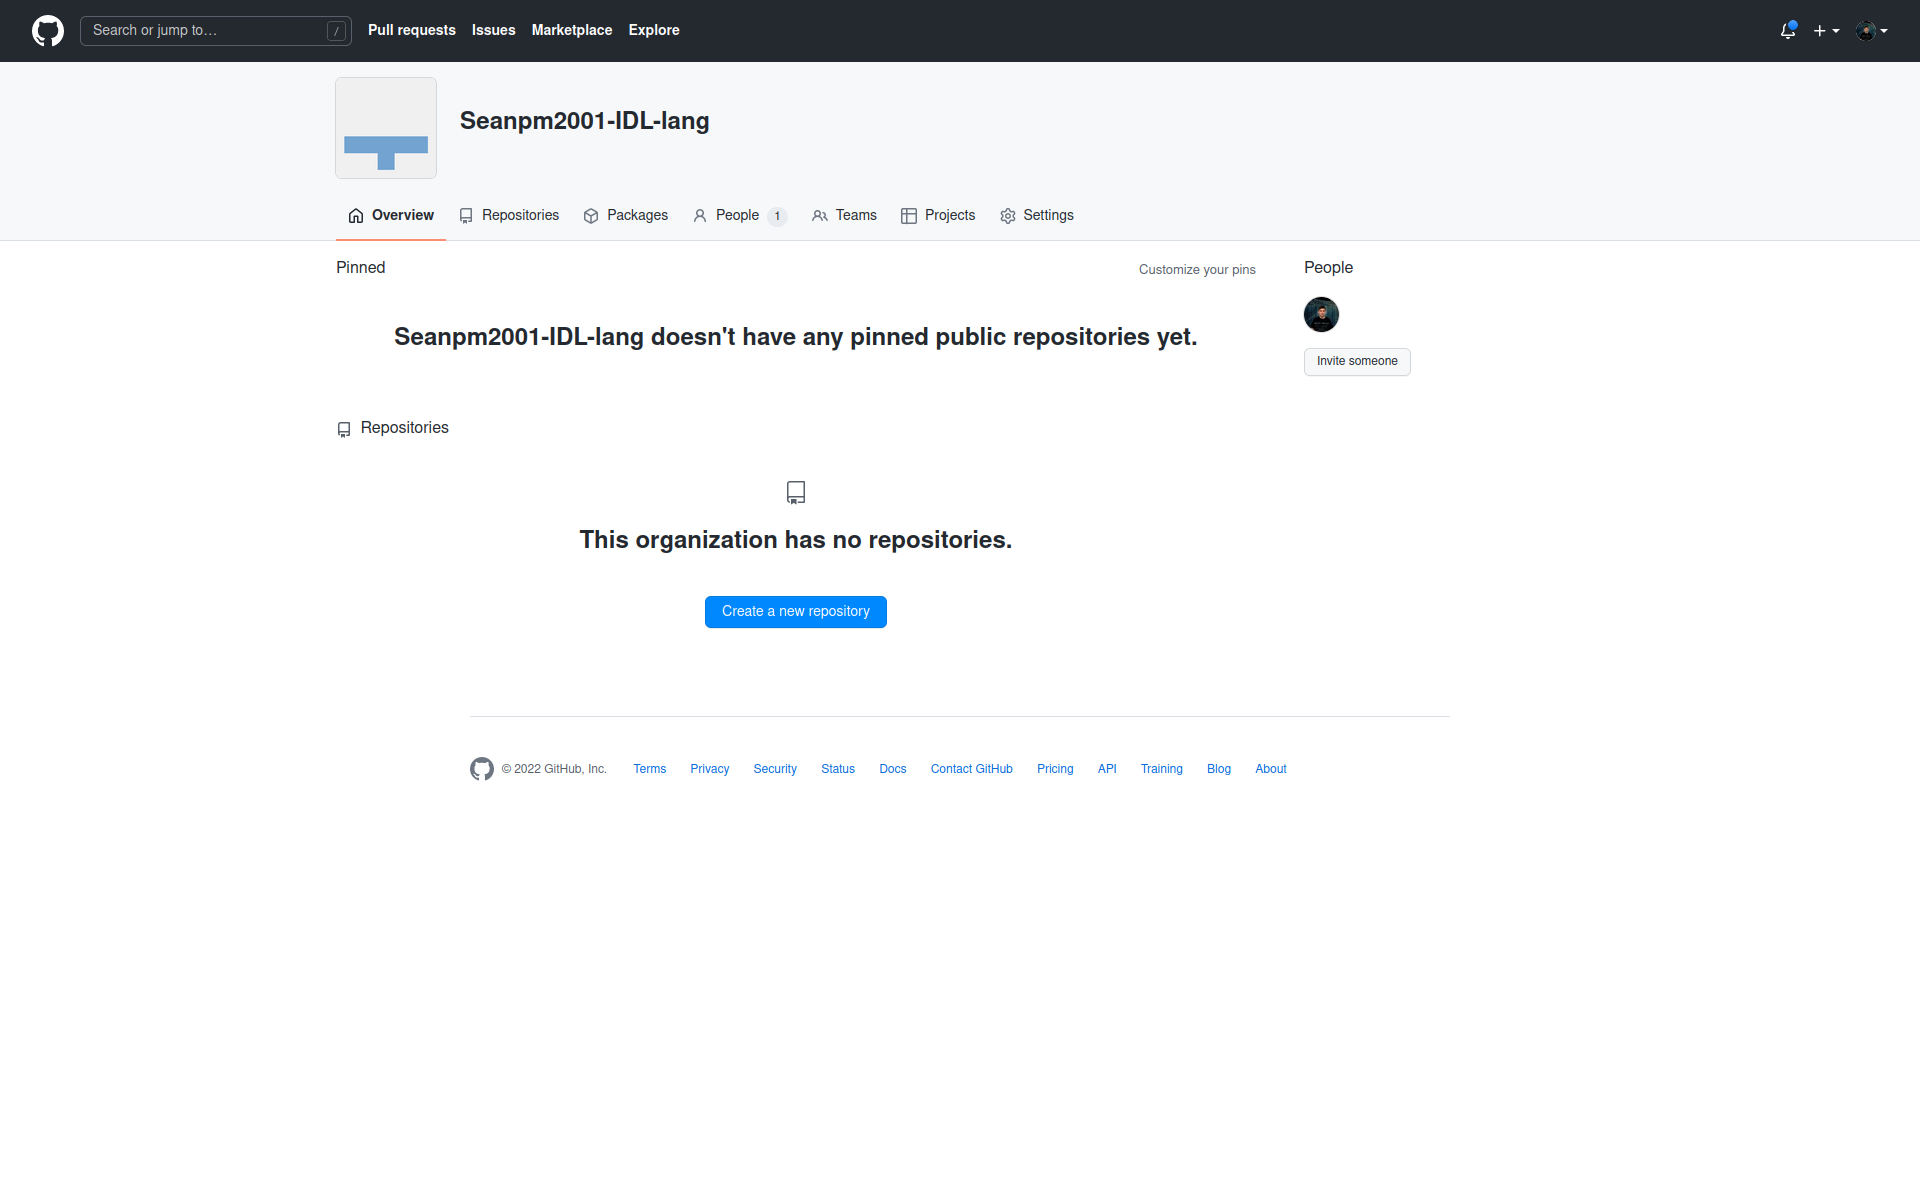 Search or jump to… /
Pull requests Issues Marketplace Explore
Seanpm2001-IDL-lang
Overview Repositories Packages People 1 Teams Projects Settings
Pinned
Customize your pins
Seanpm2001-IDL-lang doesn't have any pinned public repositories yet.
Repositories
This organization has no repositories.
Create a new repository
People
Invite someone
© 2022 GitHub, Inc. Terms Privacy Security Status Docs Contact GitHub Pricing API Training Blog About